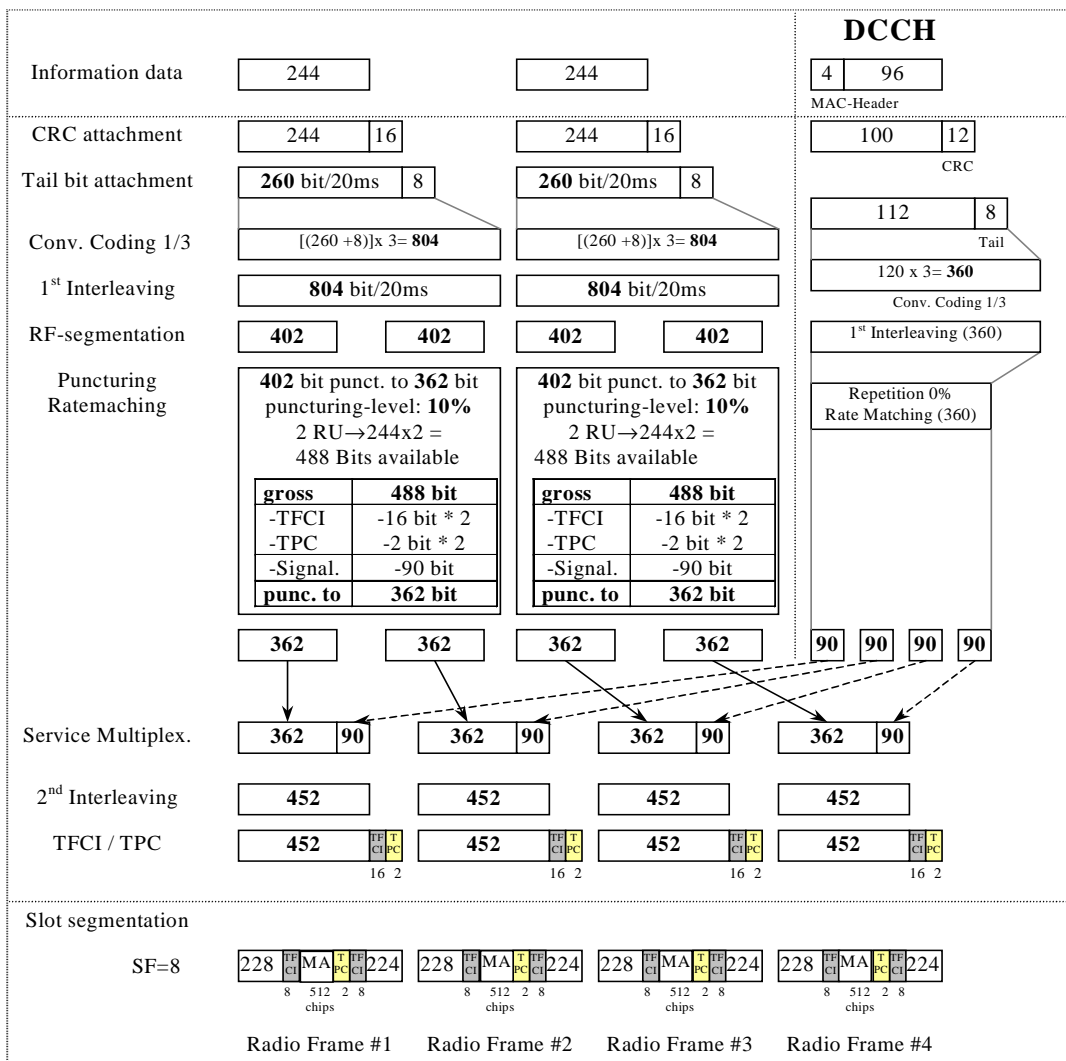 DCCH
Information data 244 244 4 96
MAC-Header
CRC attachment 244 16 244 16 100 12
CRC
Tail bit attachment 260 bit/20ms 8 260 bit/20ms 8
112 8
Tail
Conv. Coding 1/3 [(260 +8)]x 3= 804 [(260 +8)]x 3= 804
120 x 3= 360
Conv. Coding 1/3
1st Interleaving 804 bit/20ms 804 bit/20ms
RF-segmentation 402 402 402 402 1st Interleaving (360)
Puncturing
Ratemaching
402 bit punct. to 362 bit
puncturing-level: 10%
2 RU→244x2 =
488 Bits available
gross 488 bit
-TFCI -16 bit * 2
-TPC -2 bit * 2
-Signal. -90 bit
punc. to 362 bit
402 bit punct. to 362 bit
puncturing-level: 10%
2 RU→244x2 =
488 Bits available
gross 488 bit
-TFCI -16 bit * 2
-TPC -2 bit * 2
-Signal. -90 bit
punc. to 362 bit
Repetition 0%
Rate Matching (360)
362 362 362 362 90 90 90 90
Service Multiplex. 362 90 362 90 362 90 362 90
2nd Interleaving 452 452 452 452
TFCI / TPC 452 TF CI T PC 452 TF CI T PC 452 TF CI T PC 452 TF CI T PC
16 2 16 2 16 2 16 2
Slot segmentation
SF=8 228 TF CI MA T PC TF CI 224 228 TF CI MA T PC TF CI 224 228 TF CI MA T PC TF CI 224 228 TF CI MA T PC TF CI 224
8 512 2 8 8 512 2 8 8 512 2 8 8 512 2 8
chips chips chips chips
Radio Frame #1 Radio Frame #2 Radio Frame #3 Radio Frame #4